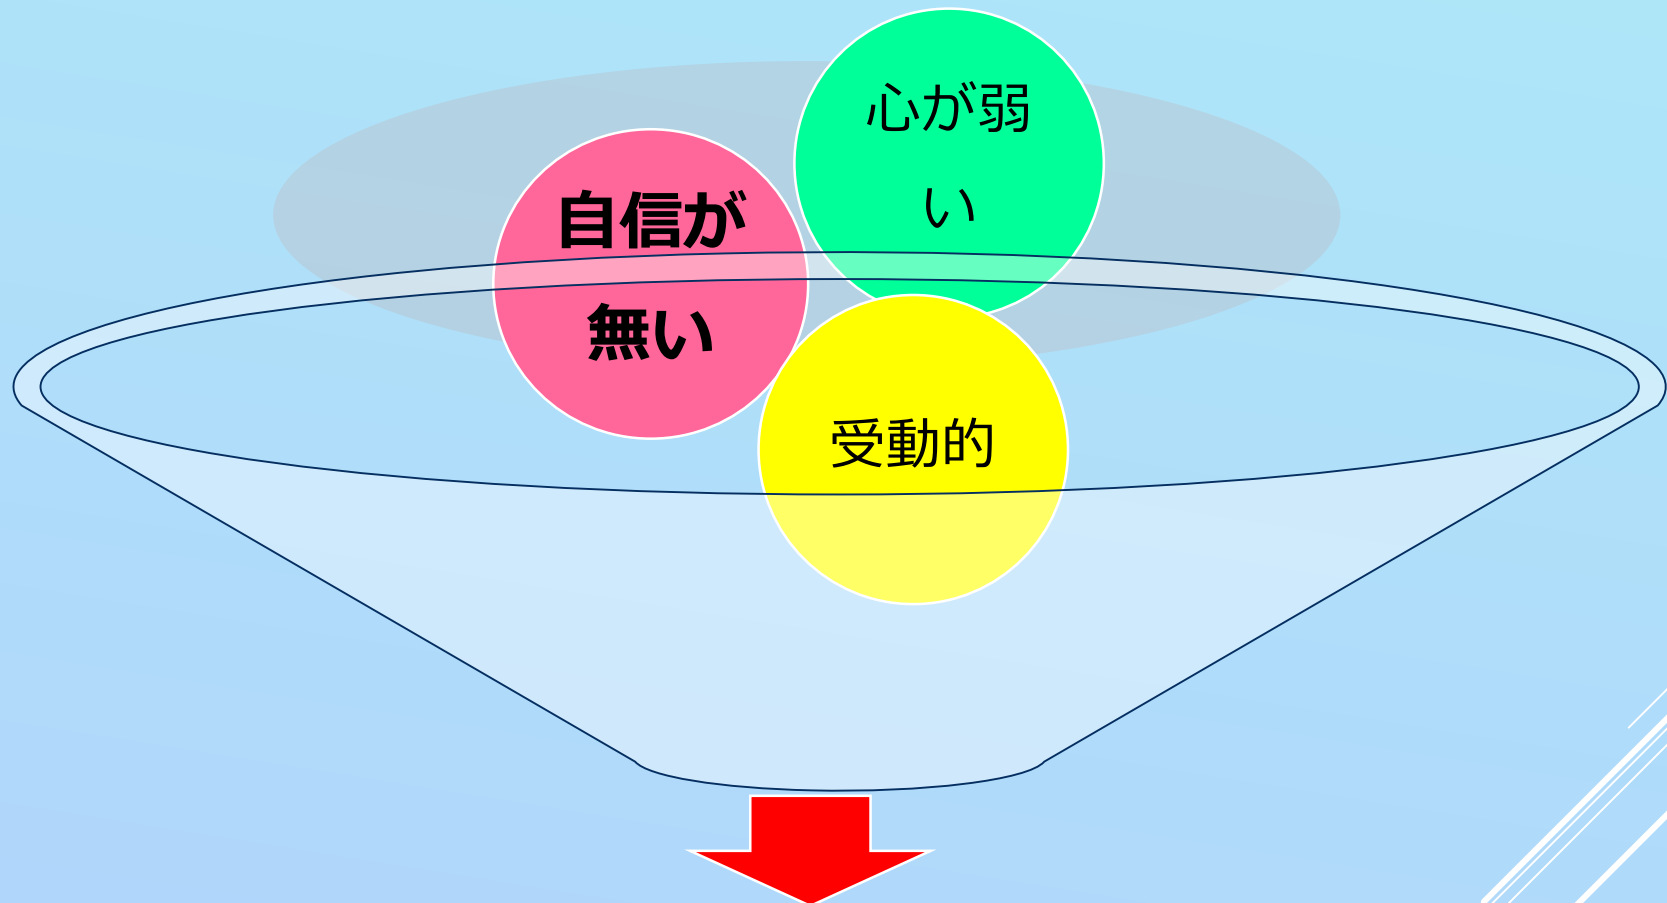 心が弱
い
自信が
無い
受動的